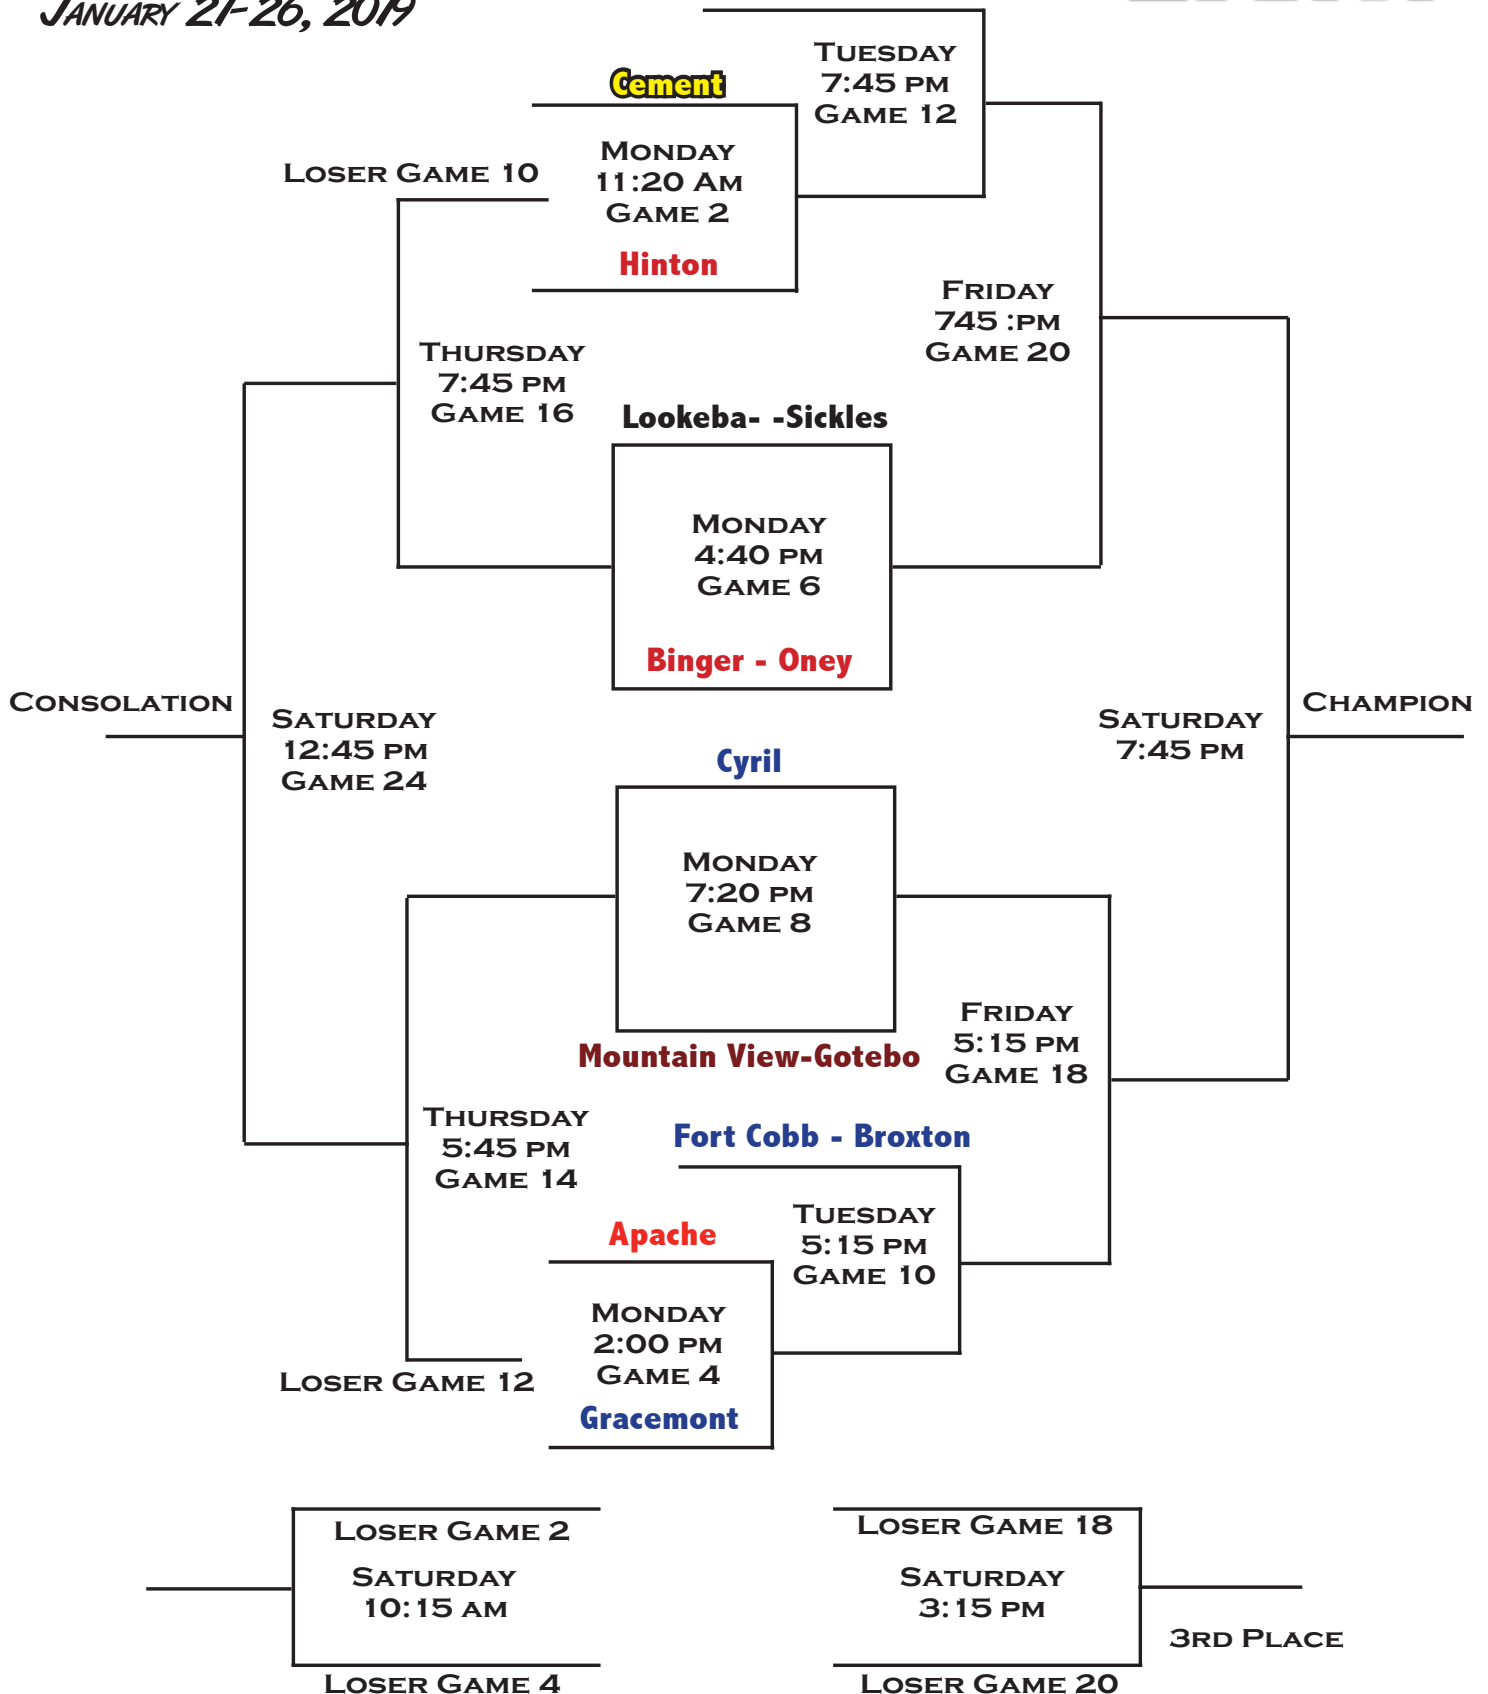 January 21-26, 2019
Tuesday
7:45 pm
Game 12
Cement
Monday
11:20 Am
Game 2
Hinton
Loser Game 10
Thursday
7:45 pm
Game 16
Friday
745 :pm
Game 20
Lookeba- -Sickles
Monday
4:40 pm
Game 6
Binger - Oney
Consolation
Saturday
12:45 pm
Game 24
Saturday
7:45 pm
Champion
Cyril
Monday
7:20 pm
Game 8
Mountain View-Gotebo
Friday
5:15 pm
Game 18
Thursday
5:45 pm
Game 14
Fort Cobb - Broxton
Tuesday
5:15 pm
Game 10
Apache
Monday
2:00 pm
Game 4
Gracemont
Loser Game 12
Loser Game 2
Saturday
10:15 am
Loser Game 4
Loser Game 18
Saturday
3:15 pm
3rd Place
Loser Game 20